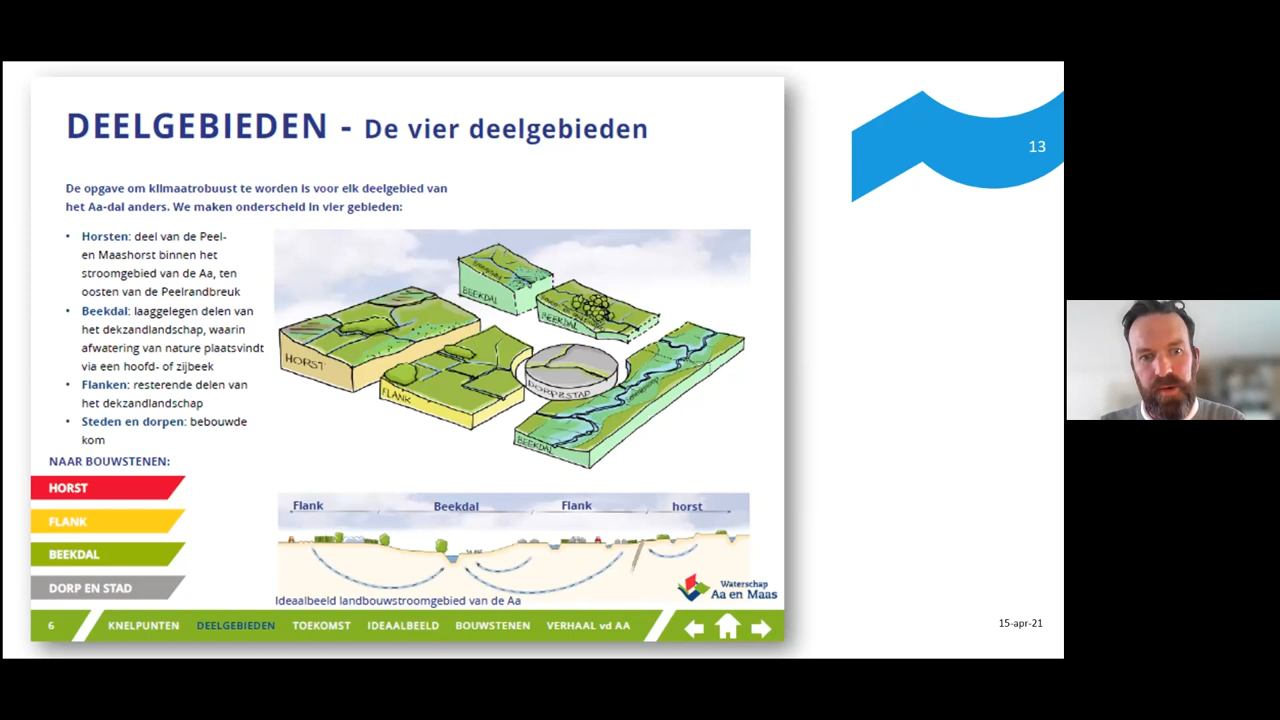 DEELGEBIEDEN - De vier deelgebieden
13
De opgave om klimaatrobuust te worden is voor elk deelgebied van
het Aa-dal anders. We maken onderscheid in vier gebieden:
• Horsten: deel van de Peel-
en Maashorst binnen het
stroomgebied van de Aa, ten
oosten van de Peelrandbreuk
• Beekdal: laaggelegen delen van
het dekzandlandschap, waarin
afwatering van nature plaatsvindt
via een hoofd- of zijbeek
• Flanken: resterende delen van
het dekzandlandschap
• Steden en dorpen: bebouwde
kom
BEEKDAL
BEEKDAL
HORST
FLANK
DORP&STAD
BEEKDAL
NAAR BOUWSTENEN:
HORST
FLANK
BEEKDAL
DORP EN STAD
Flank Beekdal Flank horst
Ideaalbeeld landbouwstroomgebied van de Aa
Waterschap
Aa en Maas
6 KNELPUNTEN DEELGEBIEDEN TOEKOMST IDEAALBEELD BOUWSTENEN VERHAAL vd AA
15-apr-21